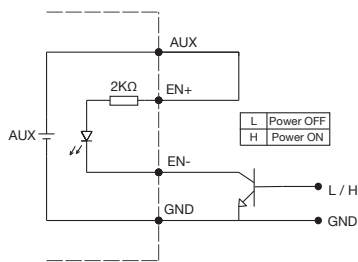 AUX
2KΩ
EN+
L Power OFF
H Power ON
AUX
EN-
L / H
GND
GND